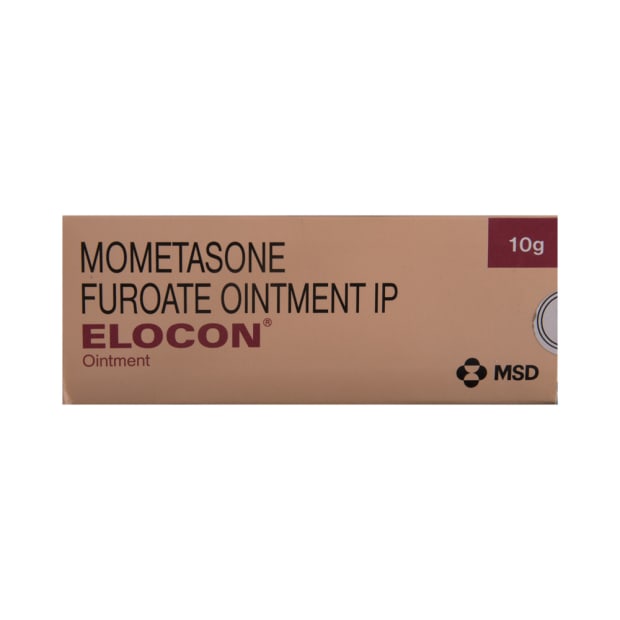 10g
MOMETASONE
FUROATE OINTMENT IP
ELOCON®
Ointment
MSD